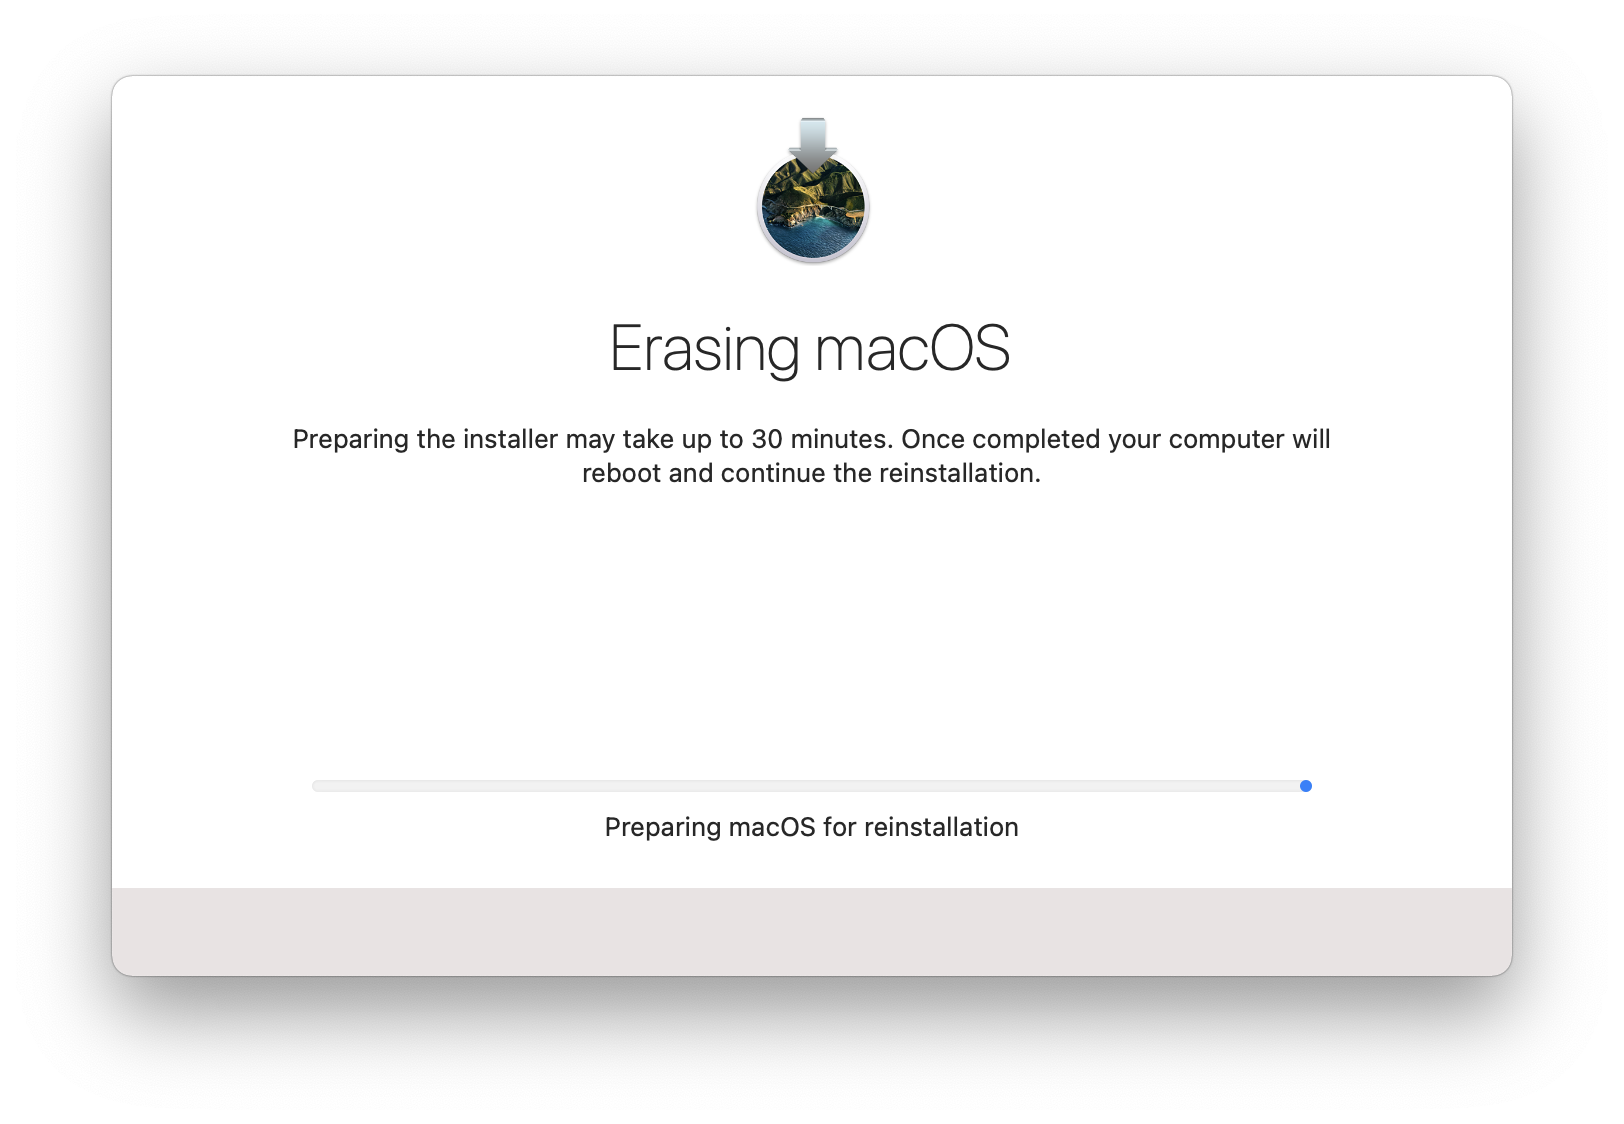 Erasing macOS
Preparing the installer may take up to 30 minutes. Once completed your computer will
reboot and continue the reinstallation.
Preparing macOS for reinstallation